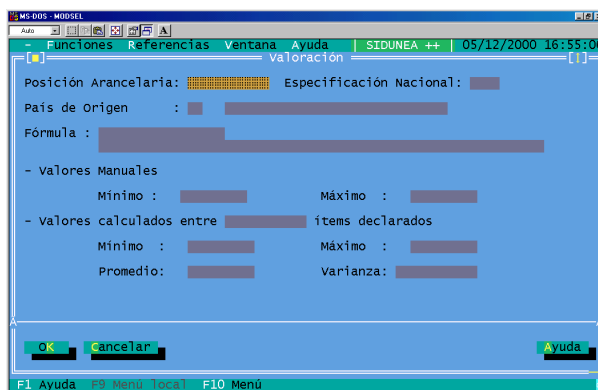 MS-DOS - MODSEL
Auto
A
- Funciones Referencias Ventana Ayuda | SIDUNEA ++ | 05/12/2000 16:55:0
Valoración
Posición Arancelaria: Especificación Nacional:
País de Origen :
Fórmula :
- Valores Manuales
Mínimo : Máximo :
- Valores calculados entre ítems declarados
Mínimo : Máximo :
Promedio: Varianza:
OK Cancelar Ayuda
F1 Ayuda F9 Menú local F10 Menú